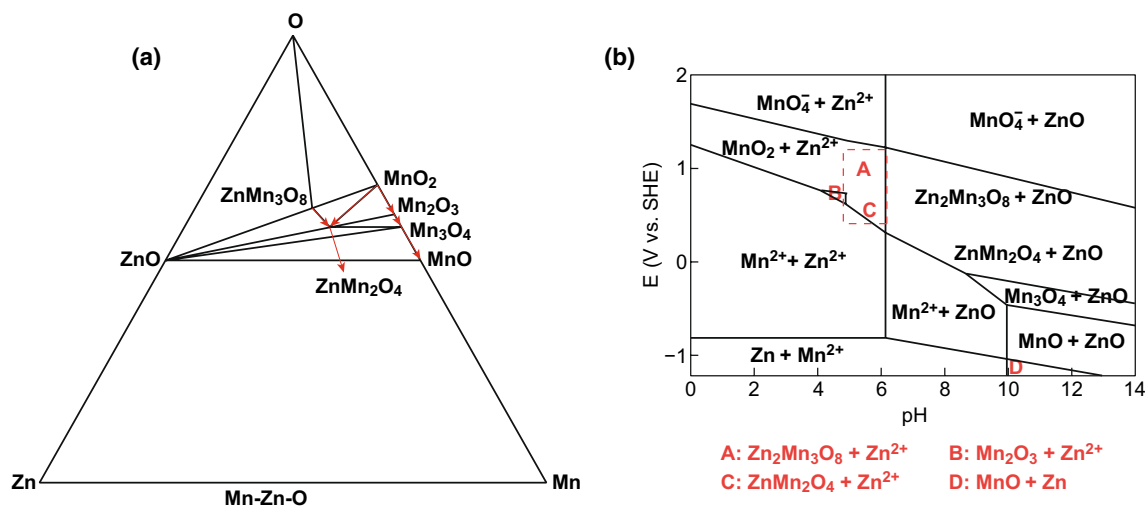 (a)
O
MnO₂
ZnMn₃O₈
Mn₂O₃
Mn₃O₄
ZnO
MnO
ZnMn₂O₄
Zn
Mn
Mn-Zn-O
(b)
E (V vs. SHE)
2
1
0
−1
MnO₄⁻ + Zn²⁺
MnO₄⁻ + ZnO
MnO₂ + Zn²⁺
A
B
C
Zn₂Mn₃O₈ + ZnO
ZnMn₂O₄ + ZnO
Mn²⁺ + Zn²⁺
Mn₃O₄ + ZnO
Mn²⁺ + ZnO
MnO + ZnO
Zn + Mn²⁺
D
0 2 4 6 8 10 12 14
pH
A: Zn₂Mn₃O₈ + Zn²⁺ B: Mn₂O₃ + Zn²⁺
C: ZnMn₂O₄ + Zn²⁺ D: MnO + Zn